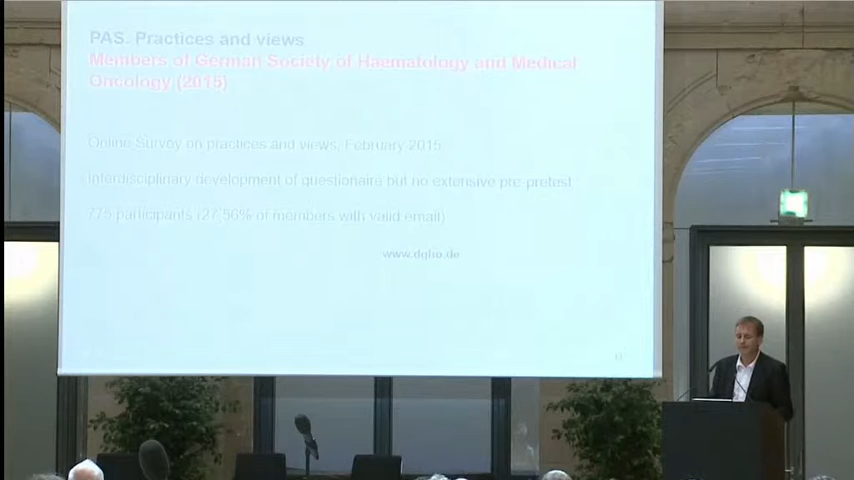 PAS. Practices and views
Members of German Society of Haematology and Medical
Oncology (2015)
Online Survey on practices and views, February 2015
Interdisciplinary development of questionaire but no extensive pre-pretest
775 participants (27,56% of members with valid email)
www.dgho.de